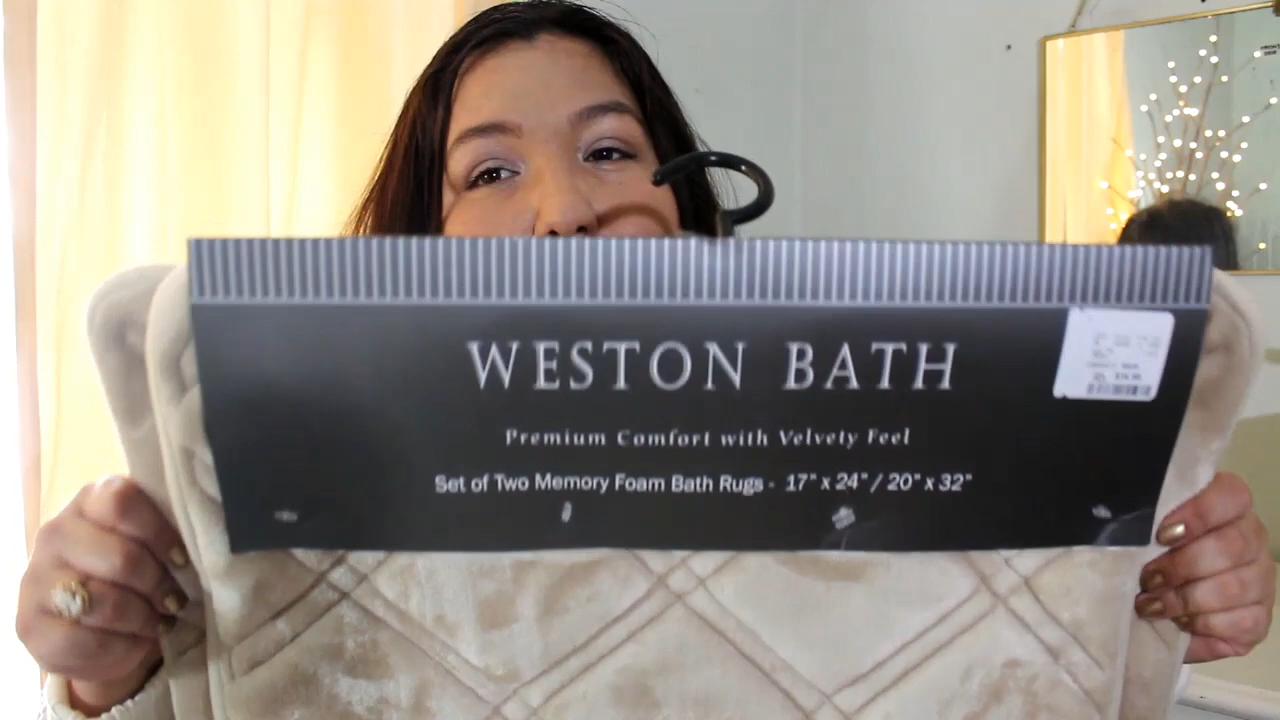 WESTON BATH
Premium Comfort with Velvety Feel
Set of Two Memory Foam Bath Rugs - 17" x 24" / 20" x 32"